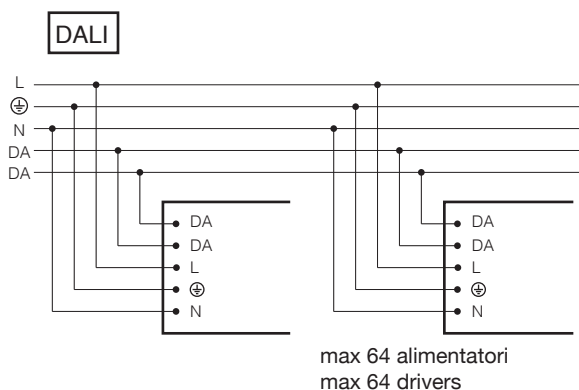 DALI
L
⏚
N
DA
DA
DA
DA
L
⏚
N
DA
DA
L
⏚
N
max 64 alimentatori
max 64 drivers